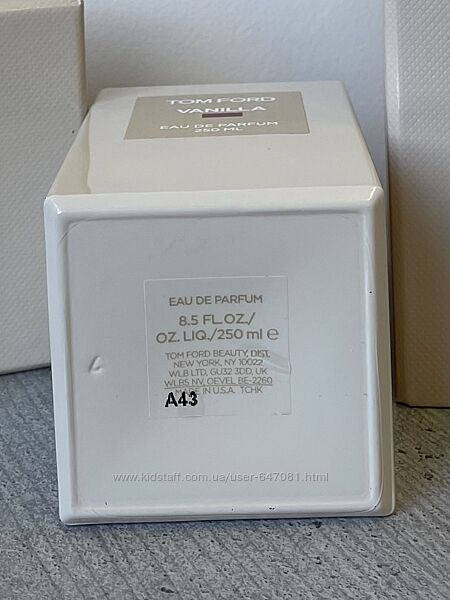 TOM FORD
VANILLA
EAU DE PARFUM
250 ML
EAU DE PARFUM
8.5 FL.OZ./
OZ. LIQ./250 ml e
TOM FORD BEAUTY, DIST.
NEW YORK, NY 10022
WLB LTD, GU32 3DD, UK
WLBS NV, OEVEL BE-2260
MADE IN U.S.A. TCHK
A43
www.kidstaff.com.ua/user-647081.html